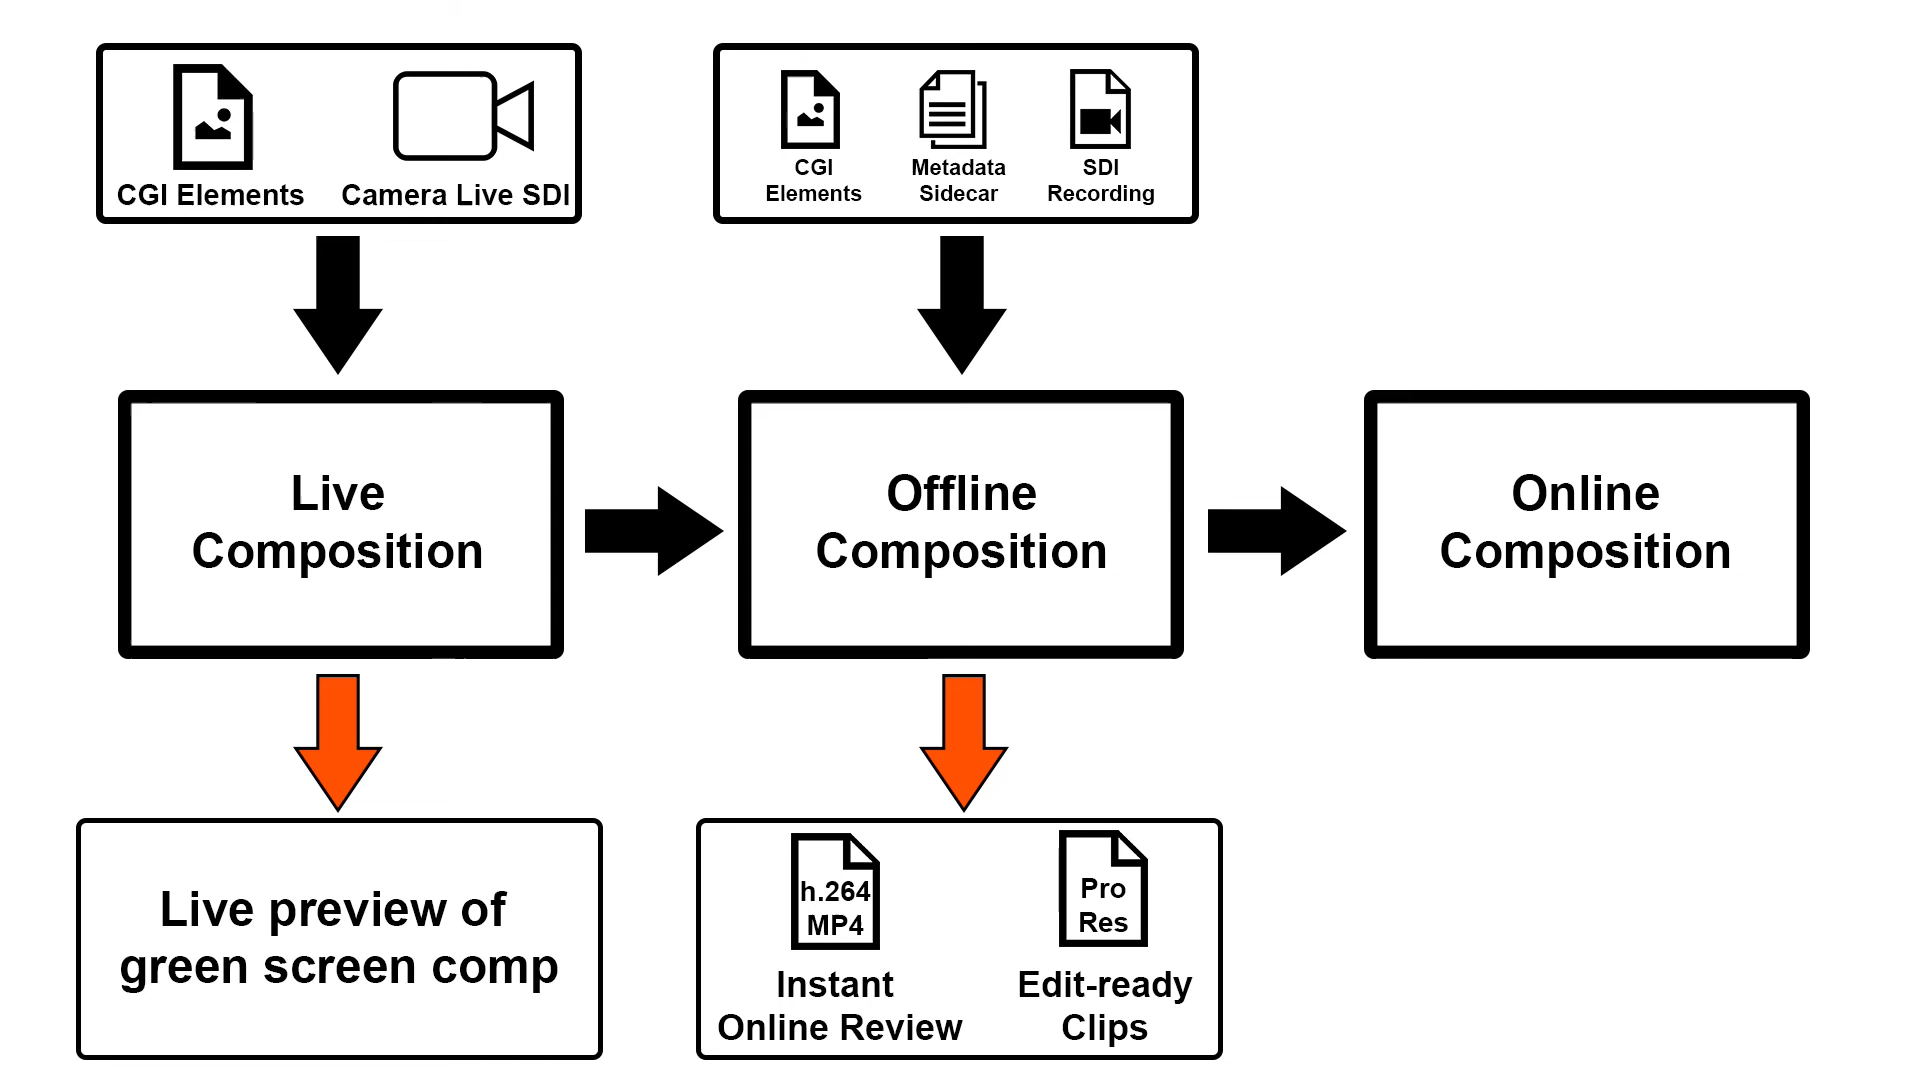 CGI Elements
Camera Live SDI
CGI
Elements
Metadata
Sidecar
SDI
Recording
Live
Composition
Offline
Composition
Online
Composition
Live preview of
green screen comp
h.264
MP4
Instant
Online Review
Pro
Res
Edit-ready
Clips